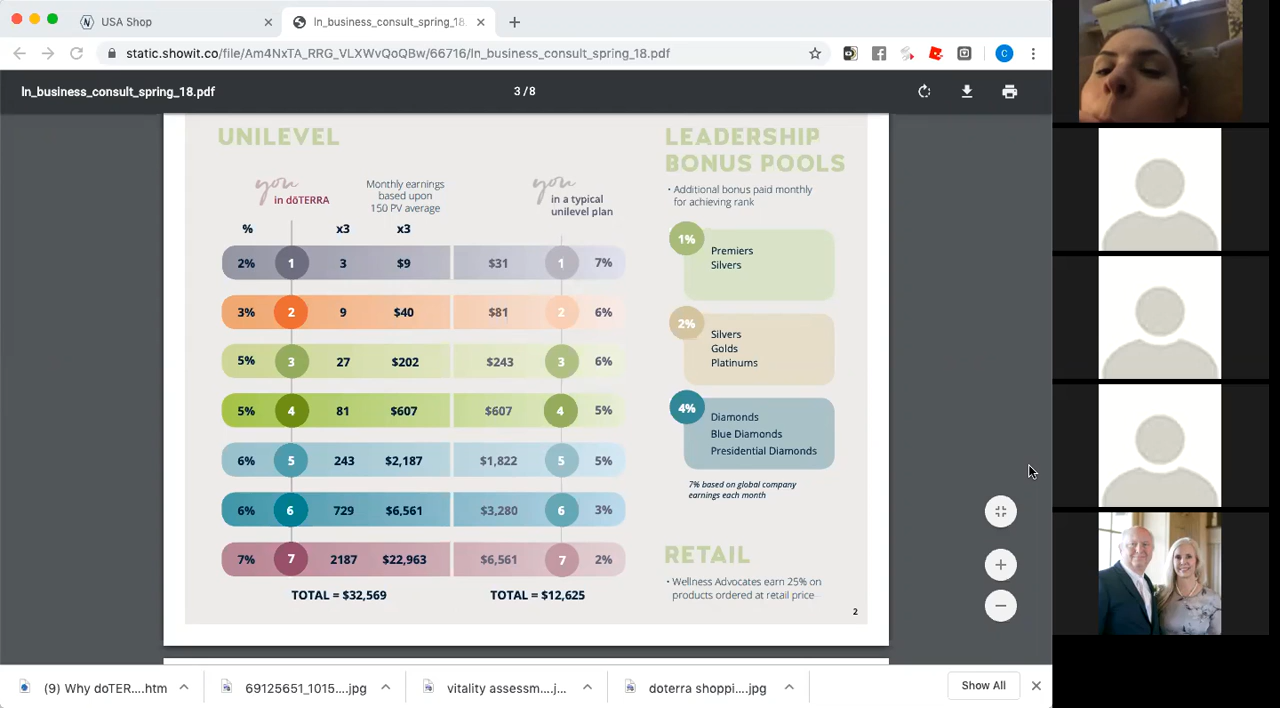 USA Shop
ln_business_consult_spring_18.
static.showit.co/file/Am4NxTA_RRG_VLXWvQoQBw/66716/ln_business_consult_spring_18.pdf
C
ln_business_consult_spring_18.pdf
3 / 8
UNILEVEL
LEADERSHIP
BONUS POOLS
you
in dōTERRA
Monthly earnings
based upon
150 PV average
you
in a typical
unilevel plan
• Additional bonus paid monthly
for achieving rank
% x3 x3
2% 1 3 $9 $31 1 7%
3% 2 9 $40 $81 2 6%
5% 3 27 $202 $243 3 6%
5% 4 81 $607 $607 4 5%
6% 5 243 $2,187 $1,822 5 5%
6% 6 729 $6,561 $3,280 6 3%
7% 7 2187 $22,963 $6,561 7 2%
TOTAL = $32,569
TOTAL = $12,625
1%
Premiers
Silvers
2%
Silvers
Golds
Platinums
4%
Diamonds
Blue Diamonds
Presidential Diamonds
7% based on global company
earnings each month
RETAIL
• Wellness Advocates earn 25% on
products ordered at retail price
2
(9) Why doTER....htm
69125651_1015....jpg
vitality assessm....j...
doterra shoppi....jpg
Show All